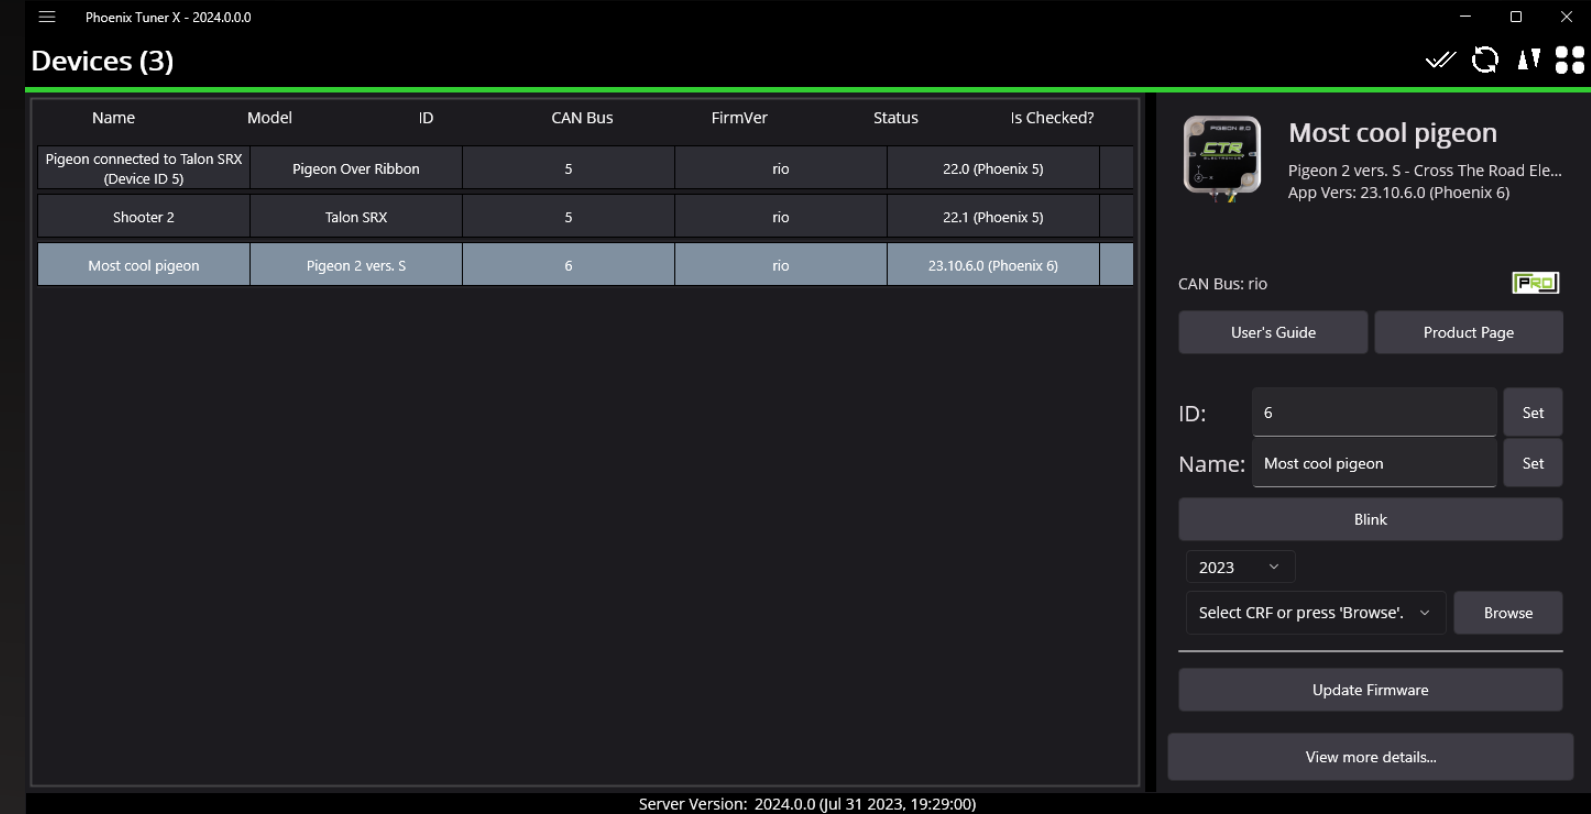 Phoenix Tuner X - 2024.0.0.0
Devices (3)
Name Model ID CAN Bus FirmVer Status Is Checked?
Pigeon connected to Talon SRX
(Device ID 5)
Pigeon Over Ribbon 5 rio 22.0 (Phoenix 5)
Shooter 2 Talon SRX 5 rio 22.1 (Phoenix 5)
Most cool pigeon Pigeon 2 vers. S 6 rio 23.10.6.0 (Phoenix 6)
PIGEON 2.0
CTR
ELECTRONICS
Most cool pigeon
Pigeon 2 vers. S - Cross The Road Ele...
App Vers: 23.10.6.0 (Phoenix 6)
CAN Bus: rio
PRO
User's Guide Product Page
ID: 6 Set
Name: Most cool pigeon Set
Blink
2023
Select CRF or press 'Browse'. Browse
Update Firmware
View more details...
Server Version: 2024.0.0 (Jul 31 2023, 19:29:00)